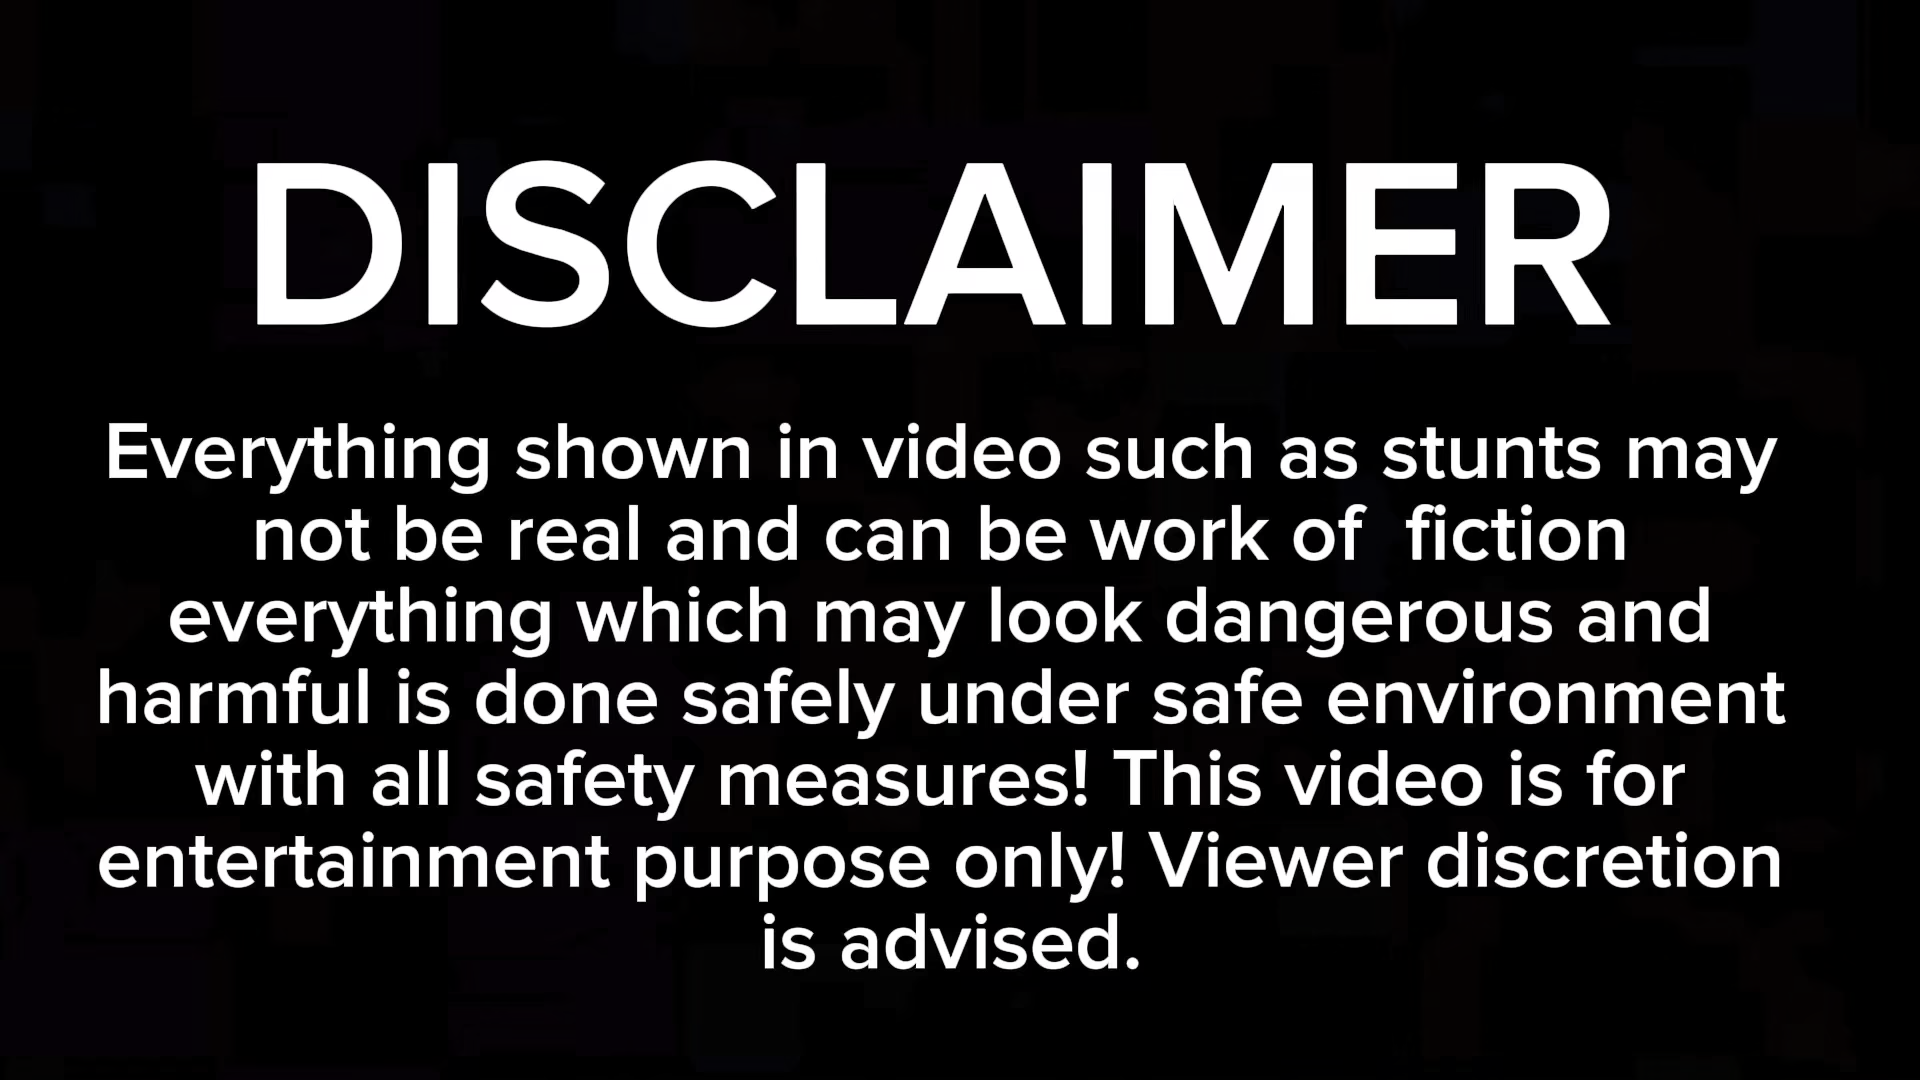 DISCLAIMER
Everything shown in video such as stunts may
not be real and can be work of  fiction
everything which may look dangerous and
harmful is done safely under safe environment
with all safety measures! This video is for
entertainment purpose only! Viewer discretion
is advised.